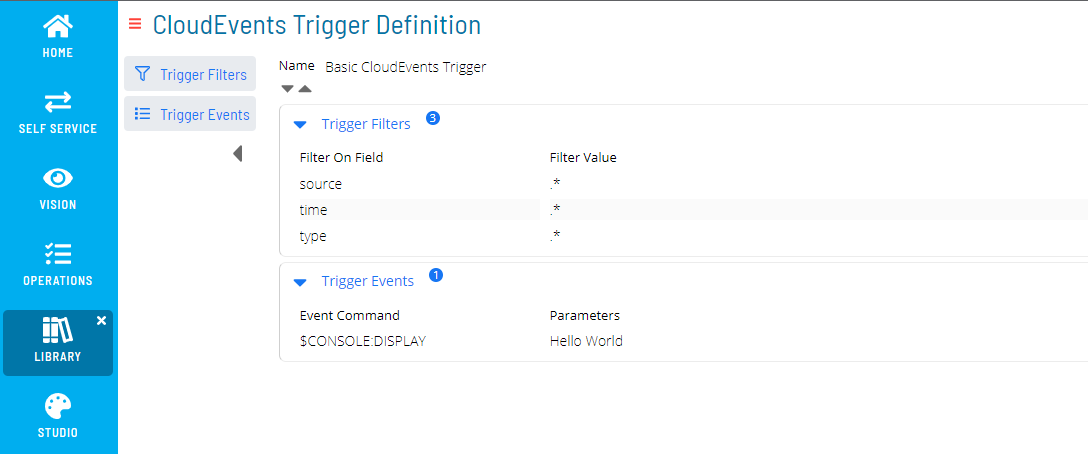 HOME
SELF SERVICE
VISION
OPERATIONS
LIBRARY
STUDIO
CloudEvents Trigger Definition
Trigger Filters
Trigger Events
Name Basic CloudEvents Trigger
Trigger Filters 3
Filter On Field Filter Value
source .*
time .*
type .*
Trigger Events 1
Event Command Parameters
$CONSOLE:DISPLAY Hello World